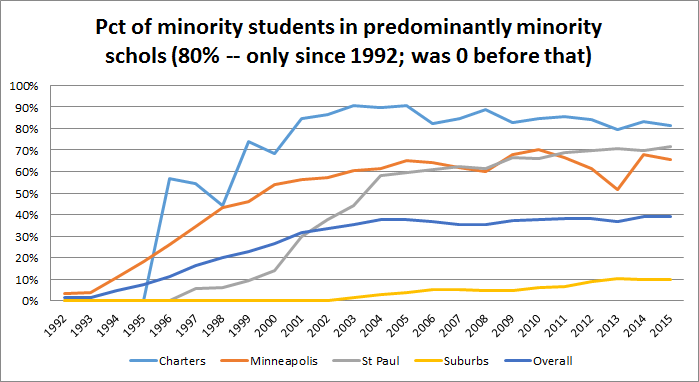 Pct of minority students in predominantly minority
schols (80% -- only since 1992; was 0 before that)
100%
90%
80%
70%
60%
50%
40%
30%
20%
10%
0%
1992 1993 1994 1995 1996 1997 1998 1999 2000 2001 2002 2003 2004 2005 2006 2007 2008 2009 2010 2011 2012 2013 2014 2015
Charters Minneapolis St Paul Suburbs Overall